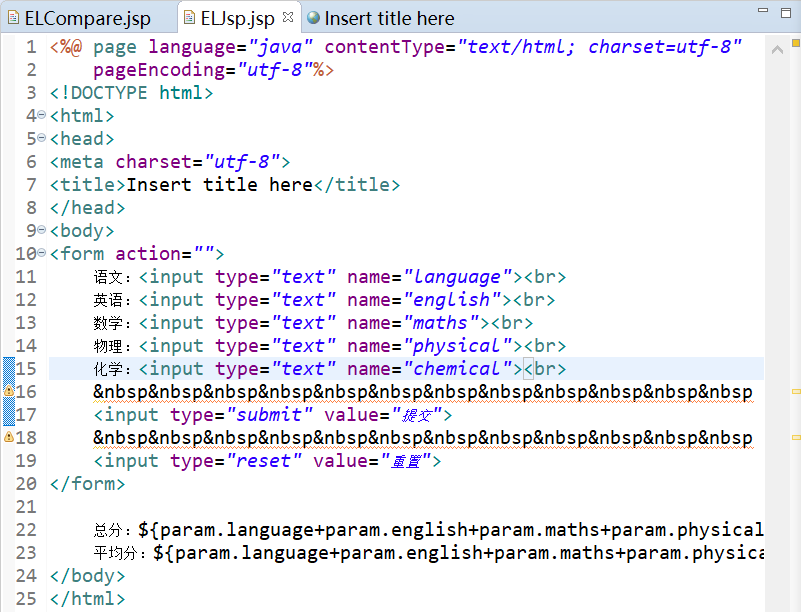 ELCompare.jsp ELJsp.jsp Insert title here
1 <%@ page language="java" contentType="text/html; charset=utf-8"
2 pageEncoding="utf-8"%>
3 <!DOCTYPE html>
4 <html>
5 <head>
6 <meta charset="utf-8">
7 <title>Insert title here</title>
8 </head>
9 <body>
10 <form action="">
11 语文：<input type="text" name="language"><br>
12 英语：<input type="text" name="english"><br>
13 数学：<input type="text" name="maths"><br>
14 物理：<input type="text" name="physical"><br>
15 化学：<input type="text" name="chemical"><br>
16 &nbsp&nbsp&nbsp&nbsp&nbsp&nbsp&nbsp&nbsp&nbsp&nbsp&nbsp&nbsp
17 <input type="submit" value="提交">
18 &nbsp&nbsp&nbsp&nbsp&nbsp&nbsp&nbsp&nbsp&nbsp&nbsp&nbsp&nbsp
19 <input type="reset" value="重置">
20 </form>
21
22 总分：${param.language+param.english+param.maths+param.physical
23 平均分：${param.language+param.english+param.maths+param.physica
24 </body>
25 </html>